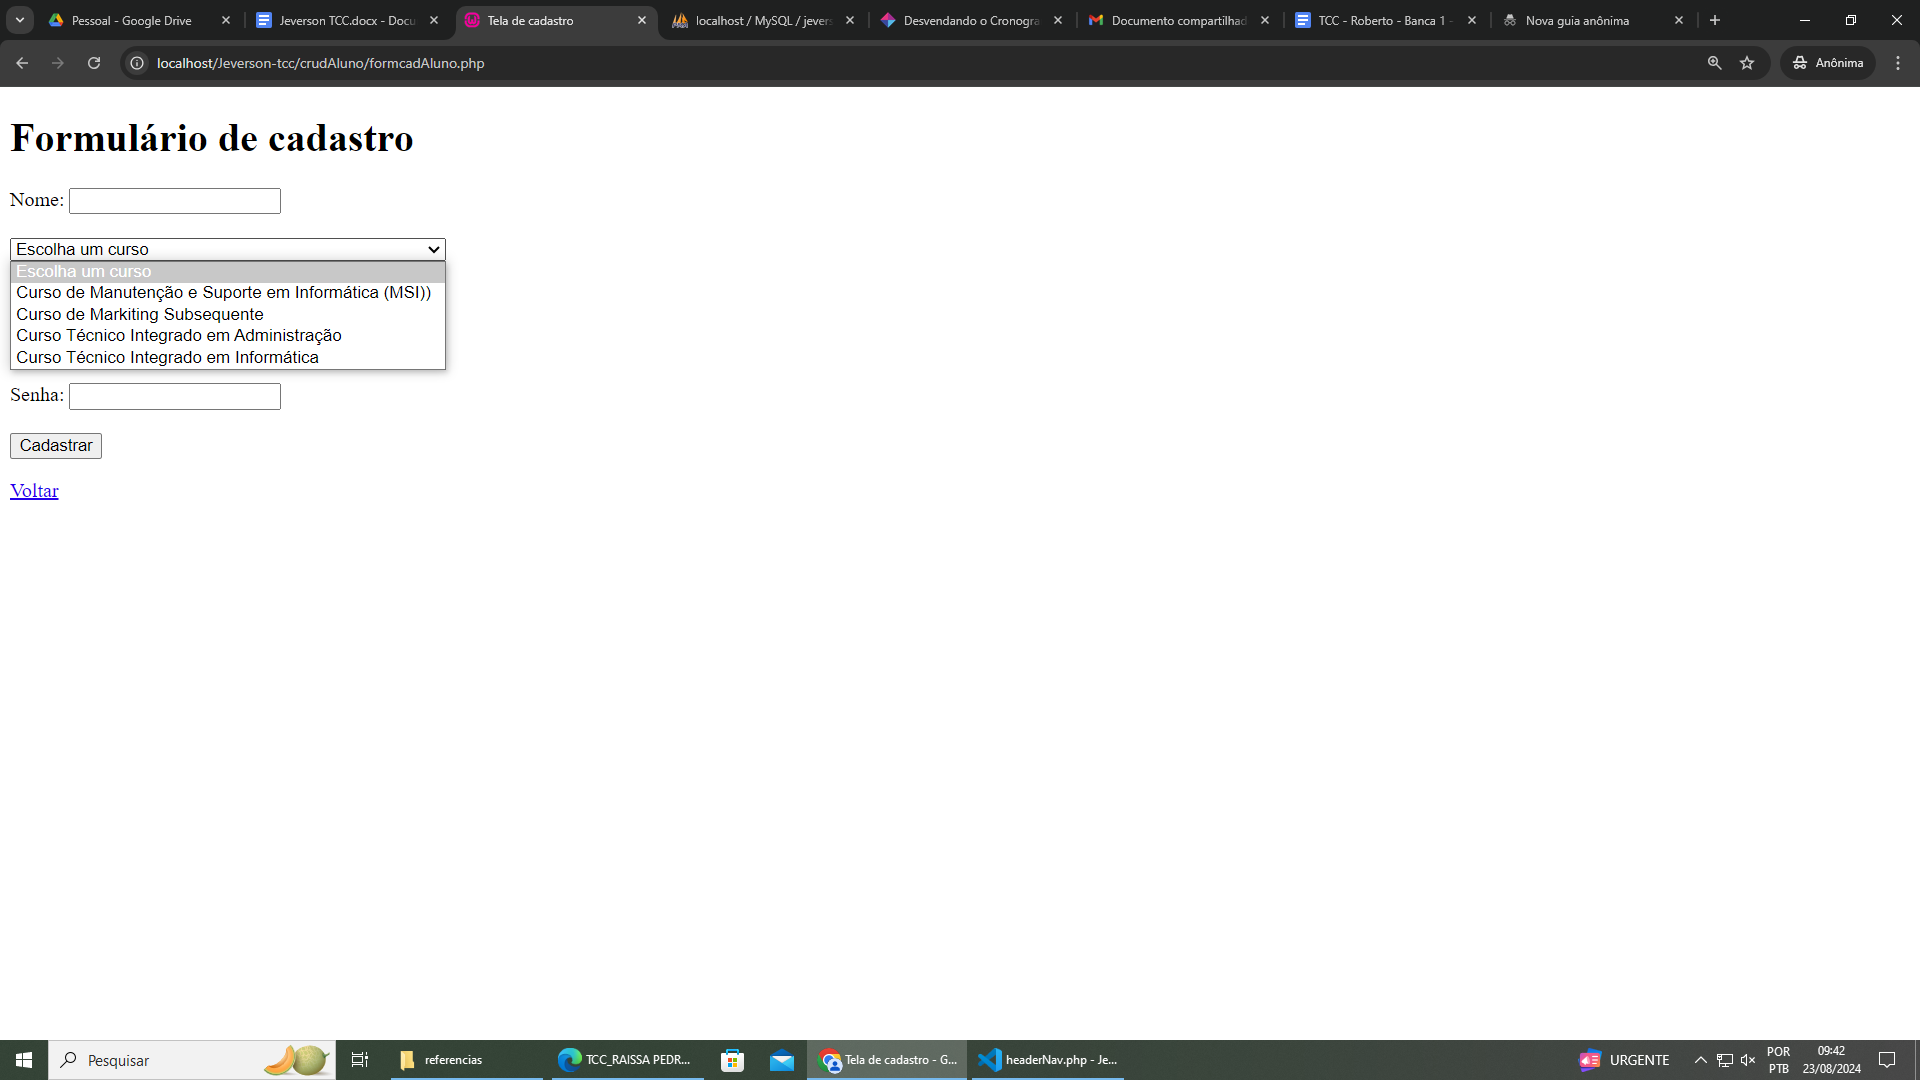 Pessoal - Google Drive
Jeverson TCC.docx - Docu
Tela de cadastro
localhost / MySQL / jevers
Desvendando o Cronogra
Documento compartilhad
TCC - Roberto - Banca 1 -
Nova guia anônima
localhost/Jeverson-tcc/crudAluno/formcadAluno.php
Anônima
Formulário de cadastro
Nome:
Escolha um curso
Escolha um curso
Curso de Manutenção e Suporte em Informática (MSI))
Curso de Markiting Subsequente
Curso Técnico Integrado em Administração
Curso Técnico Integrado em Informática
Senha:
Cadastrar
Voltar
Pesquisar
referencias
TCC_RAISSA PEDR...
Tela de cadastro - G...
headerNav.php - Je...
URGENTE
POR
PTB
09:42
23/08/2024